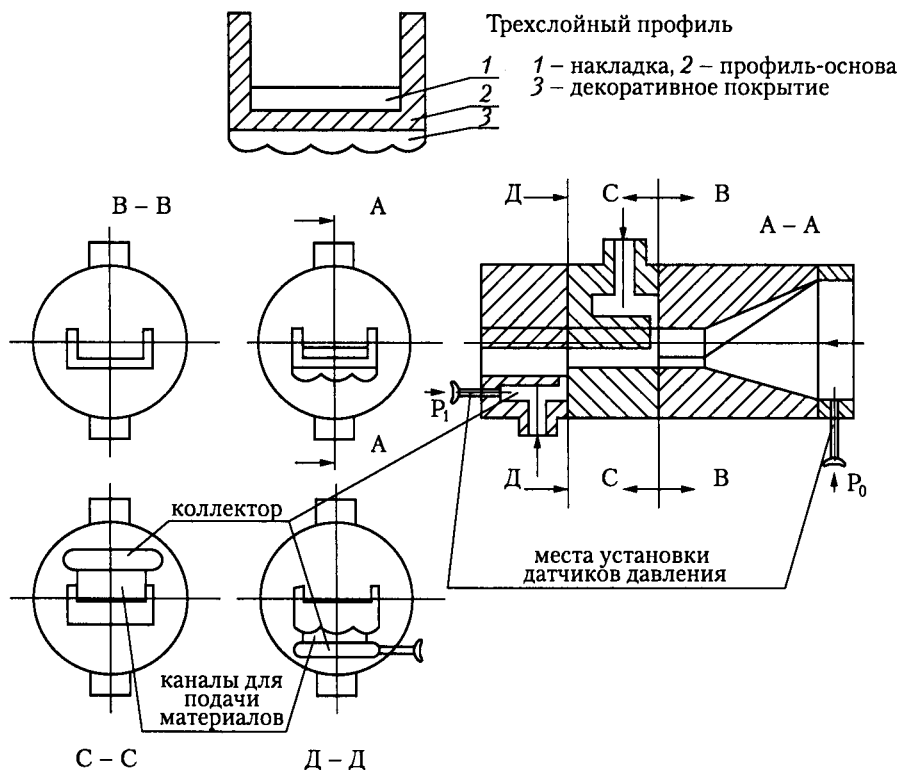 Трехслойный профиль
1 – накладка, 2 – профиль-основа
3 – декоративное покрытие
1
2
3
В – В
А
Д
С
В
А – А
P₁
А
Д
С
В
P₀
коллектор
места установки
датчиков давления
каналы для
подачи
материалов
С – С
Д – Д